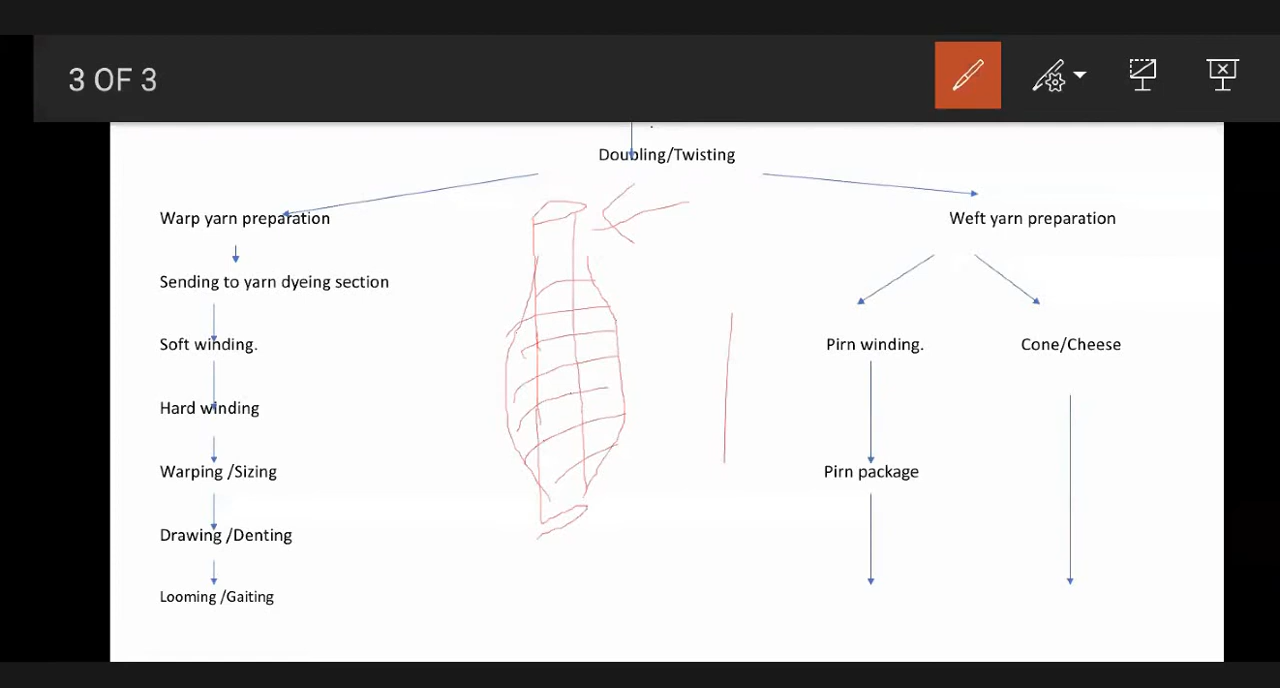 3 OF 3
Doubling/Twisting
Warp yarn preparation
Weft yarn preparation
Sending to yarn dyeing section
Soft winding.
Pirn winding.
Cone/Cheese
Hard winding
Warping /Sizing
Pirn package
Drawing /Denting
Looming /Gaiting